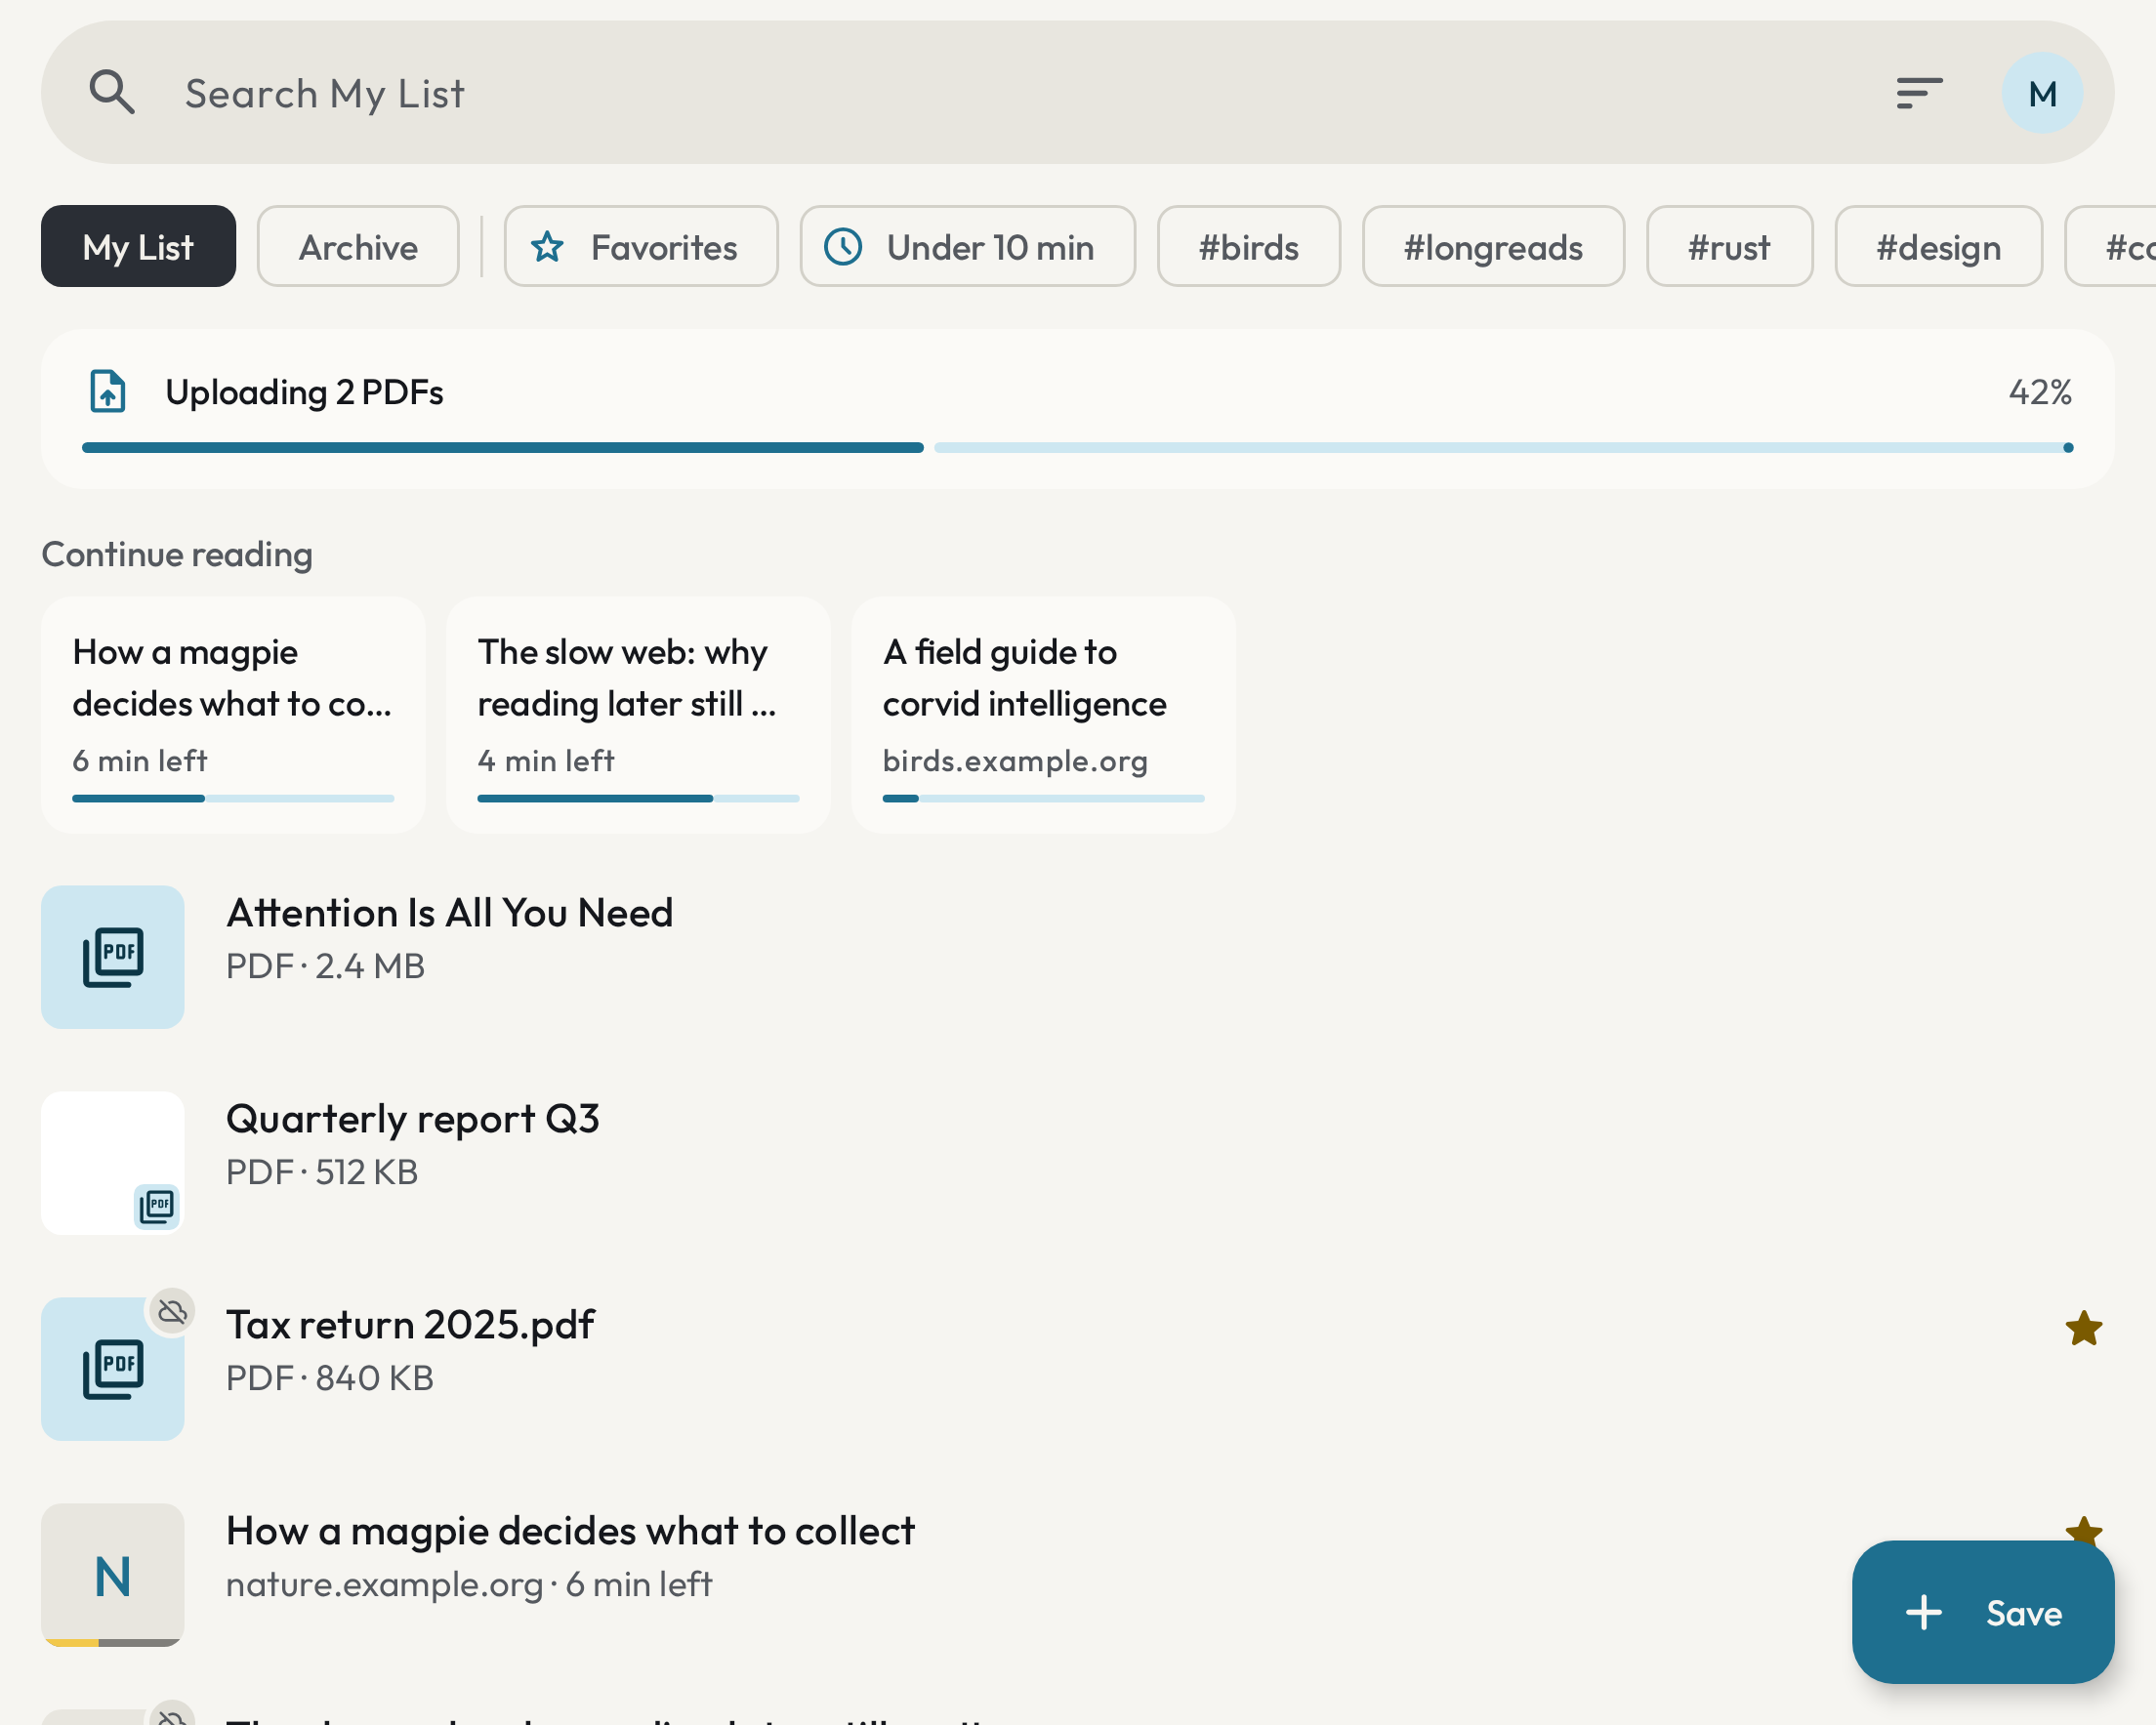 Search My List
M
My List
Archive
Favorites
Under 10 min
#birds
#longreads
#rust
#design
Uploading 2 PDFs
42%
Continue reading
How a magpie
decides what to co...
6 min left
The slow web: why
reading later still ...
4 min left
A field guide to
corvid intelligence
birds.example.org
PDF
Attention Is All You Need
PDF · 2.4 MB
Quarterly report Q3
PDF · 512 KB
PDF
Tax return 2025.pdf
PDF · 840 KB
PDF
How a magpie decides what to collect
nature.example.org · 6 min left
N
Save